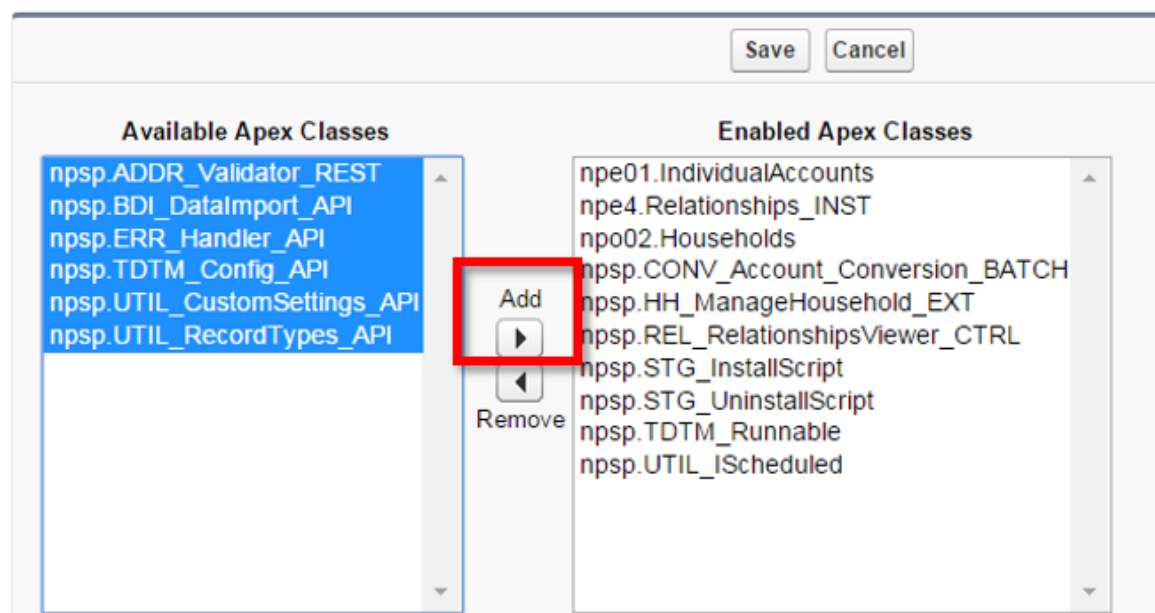 Save Cancel
Available Apex Classes
npsp.ADDR_Validator_REST
npsp.BDI_DataImport_API
npsp.ERR_Handler_API
npsp.TDTM_Config_API
npsp.UTIL_CustomSettings_API
npsp.UTIL_RecordTypes_API
Add
Remove
Enabled Apex Classes
npe01.IndividualAccounts
npe4.Relationships_INST
npo02.Households
npsp.CONV_Account_Conversion_BATCH
npsp.HH_ManageHousehold_EXT
npsp.REL_RelationshipsViewer_CTRL
npsp.STG_InstallScript
npsp.STG_UninstallScript
npsp.TDTM_Runnable
npsp.UTIL_IScheduled